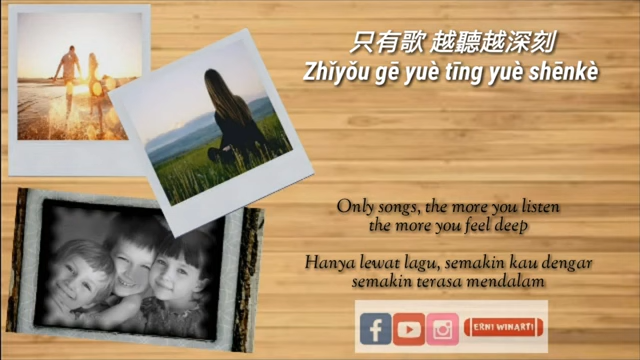 只有歌 越聽越深刻
Zhǐyǒu gē yuè tīng yuè shēnkè
Only songs, the more you listen
the more you feel deep
Hanya lewat lagu, semakin kau dengar
semakin terasa mendalam
ERNI WINARTI